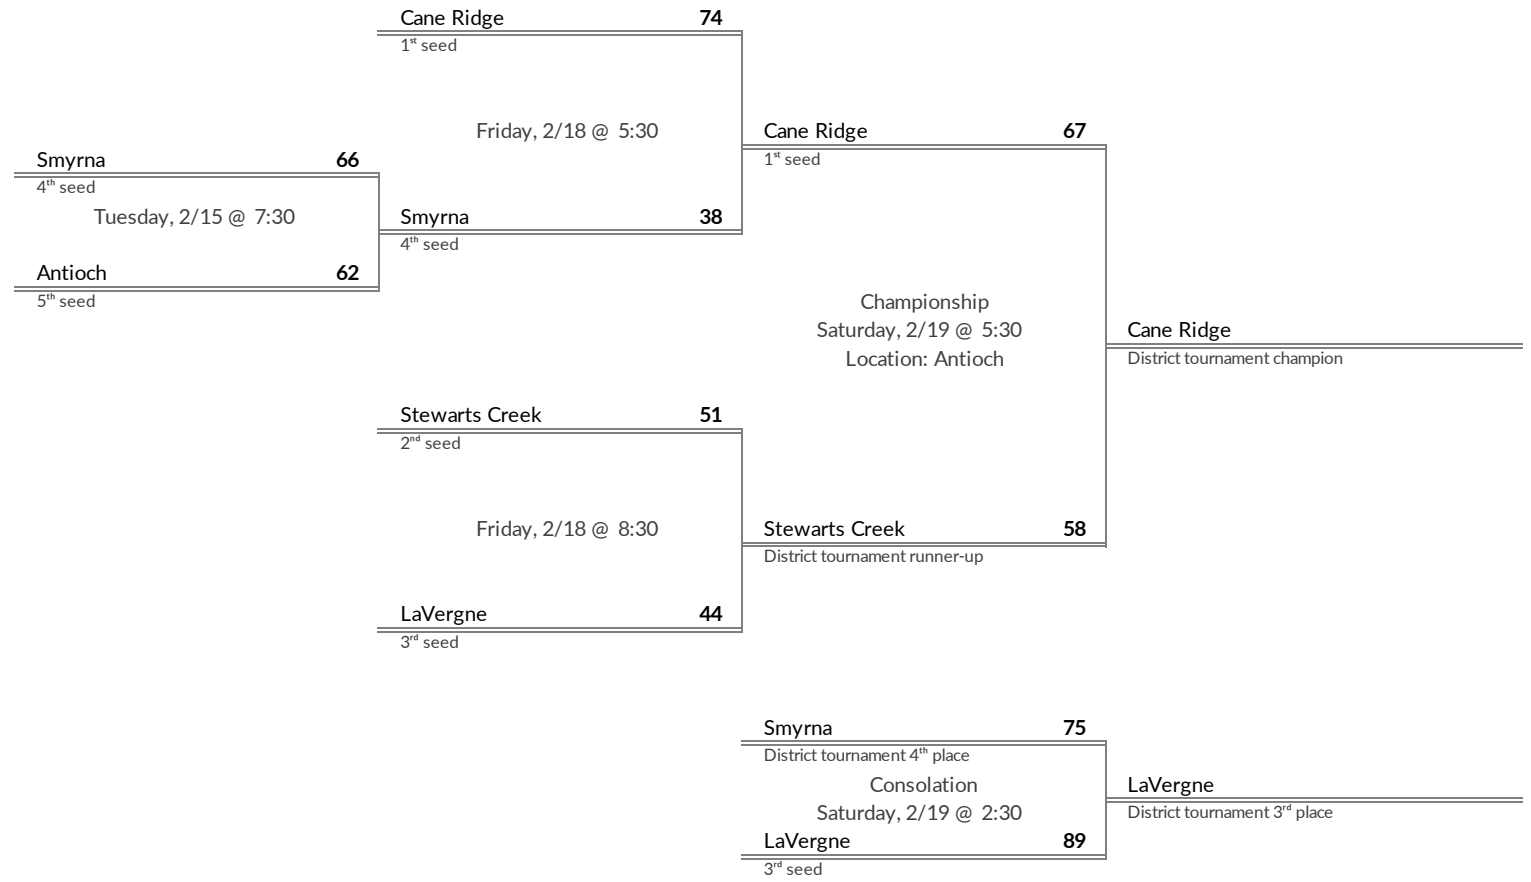 Cane Ridge 74
1st seed
Friday, 2/18 @ 5:30
Cane Ridge 67
1st seed
Smyrna 66
4th seed
Tuesday, 2/15 @ 7:30
Smyrna 38
4th seed
Antioch 62
5th seed
Championship
Saturday, 2/19 @ 5:30
Location: Antioch
Cane Ridge
District tournament champion
Stewarts Creek 51
2nd seed
Friday, 2/18 @ 8:30
Stewarts Creek 58
District tournament runner-up
LaVergne 44
3rd seed
Smyrna 75
District tournament 4th place
Consolation
Saturday, 2/19 @ 2:30
LaVergne
District tournament 3rd place
LaVergne 89
3rd seed